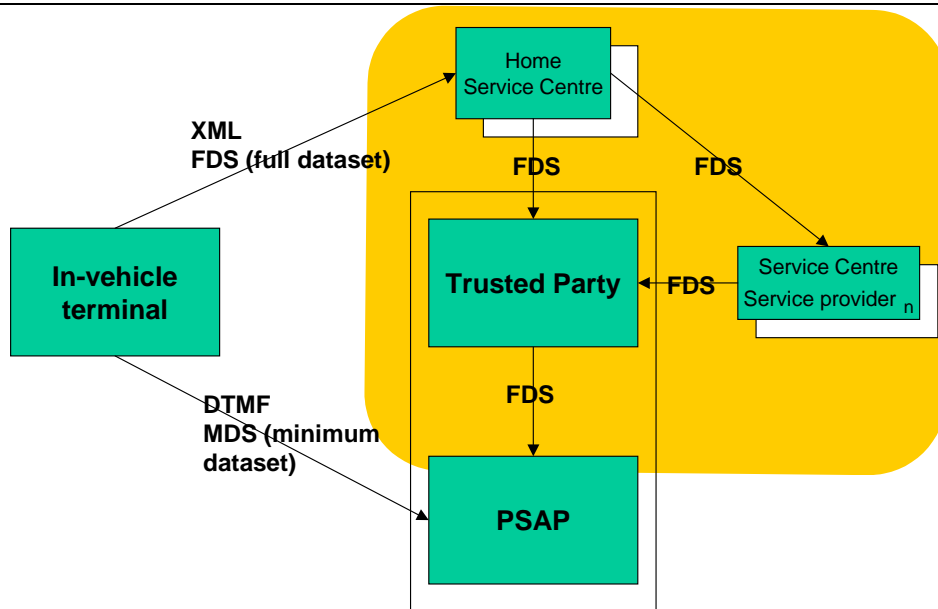 Home
Service Centre
XML
FDS (full dataset)
FDS
FDS
In-vehicle
terminal
Trusted Party
FDS
Service Centre
Service provider n
FDS
DTMF
MDS (minimum
dataset)
PSAP